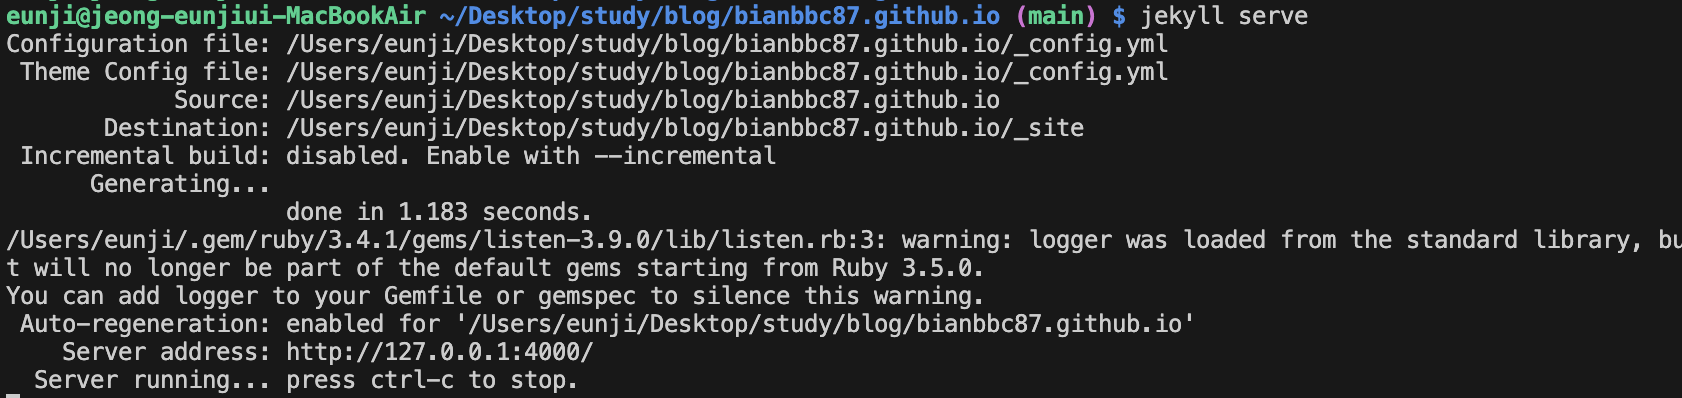 eunji@jeong-eunjiui-MacBookAir ~/Desktop/study/blog/bianbbc87.github.io (main) $ jekyll serve
Configuration file: /Users/eunji/Desktop/study/blog/bianbbc87.github.io/_config.yml
Theme Config file: /Users/eunji/Desktop/study/blog/bianbbc87.github.io/_config.yml
Source: /Users/eunji/Desktop/study/blog/bianbbc87.github.io
Destination: /Users/eunji/Desktop/study/blog/bianbbc87.github.io/_site
Incremental build: disabled. Enable with --incremental
Generating...
done in 1.183 seconds.
/Users/eunji/.gem/ruby/3.4.1/gems/listen-3.9.0/lib/listen.rb:3: warning: logger was loaded from the standard library, bu
t will no longer be part of the default gems starting from Ruby 3.5.0.
You can add logger to your Gemfile or gemspec to silence this warning.
Auto-regeneration: enabled for '/Users/eunji/Desktop/study/blog/bianbbc87.github.io'
Server address: http://127.0.0.1:4000/
Server running... press ctrl-c to stop.